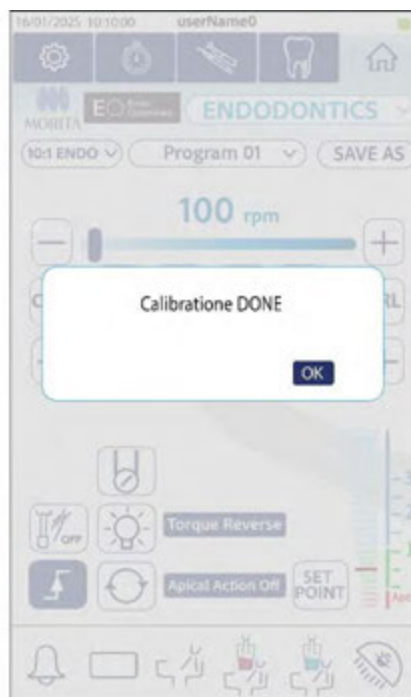 16/01/2025 10:10:00 userName0
MORITA
E
ENDODONTICS
10:1 ENDO Program 01 SAVE AS
100 rpm
Calibratione DONE
OK
OFF
Torque Reverse
Apical Action Off
SET
POINT